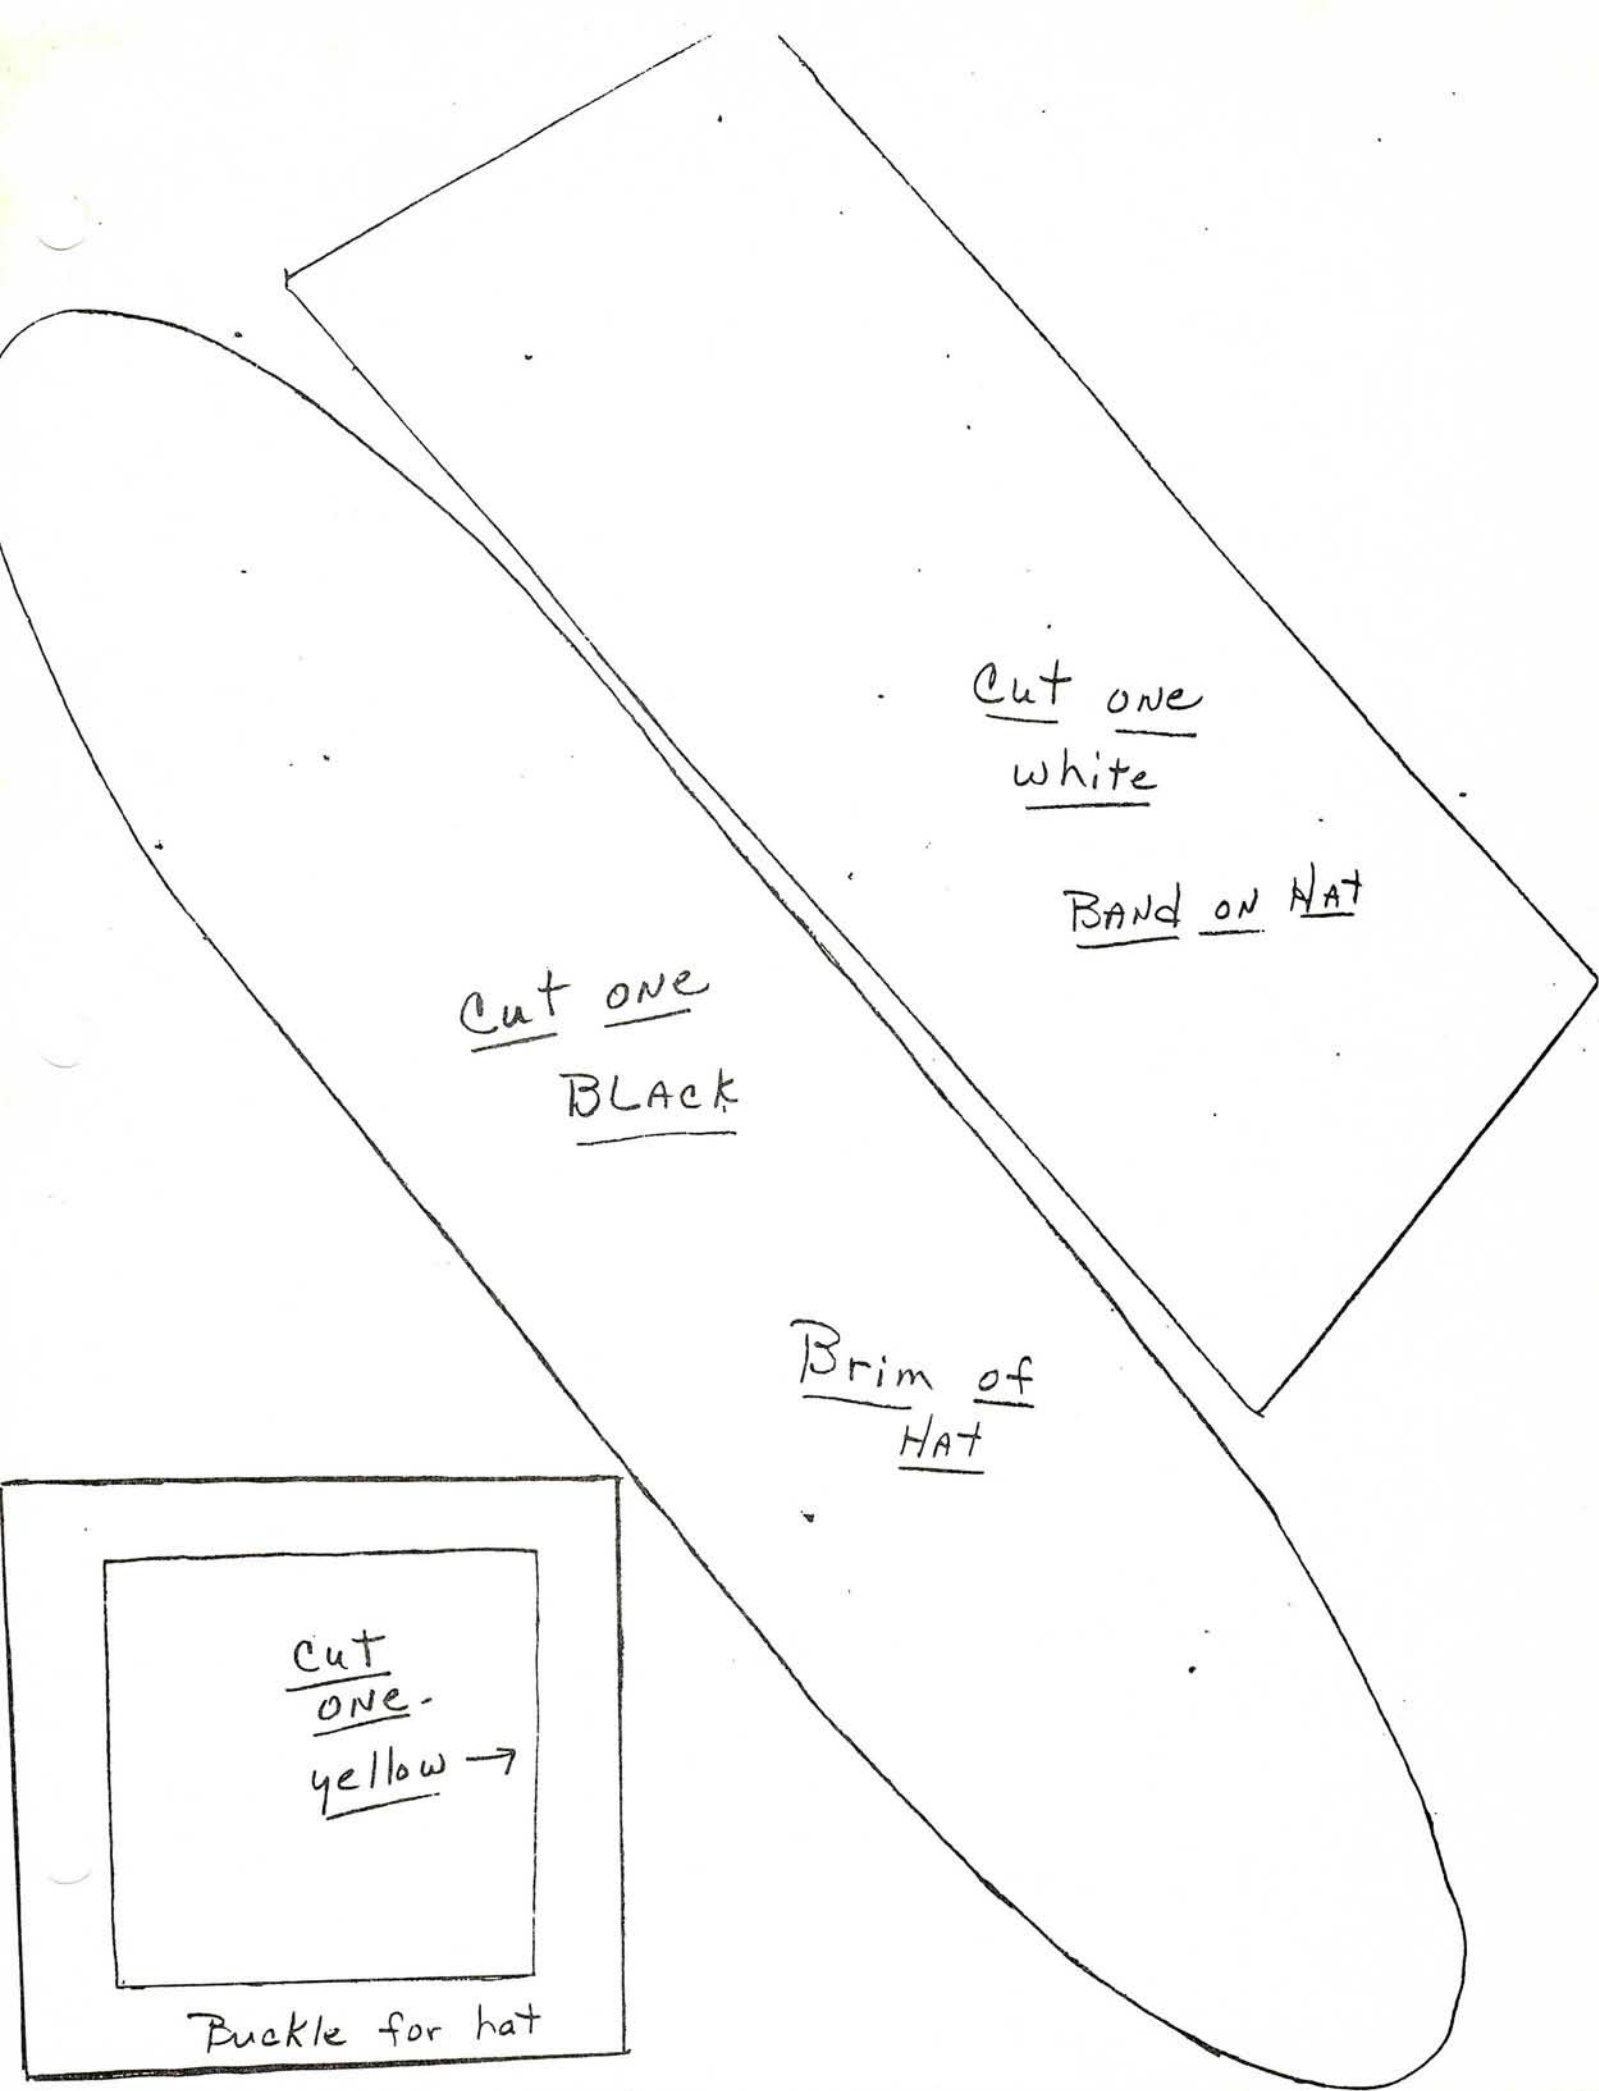 Cut one
white
BANd ON HAt
Cut ONe
BLAcK
Brim of
HAt
Cut
ONe.
yellow →
Buckle for hat